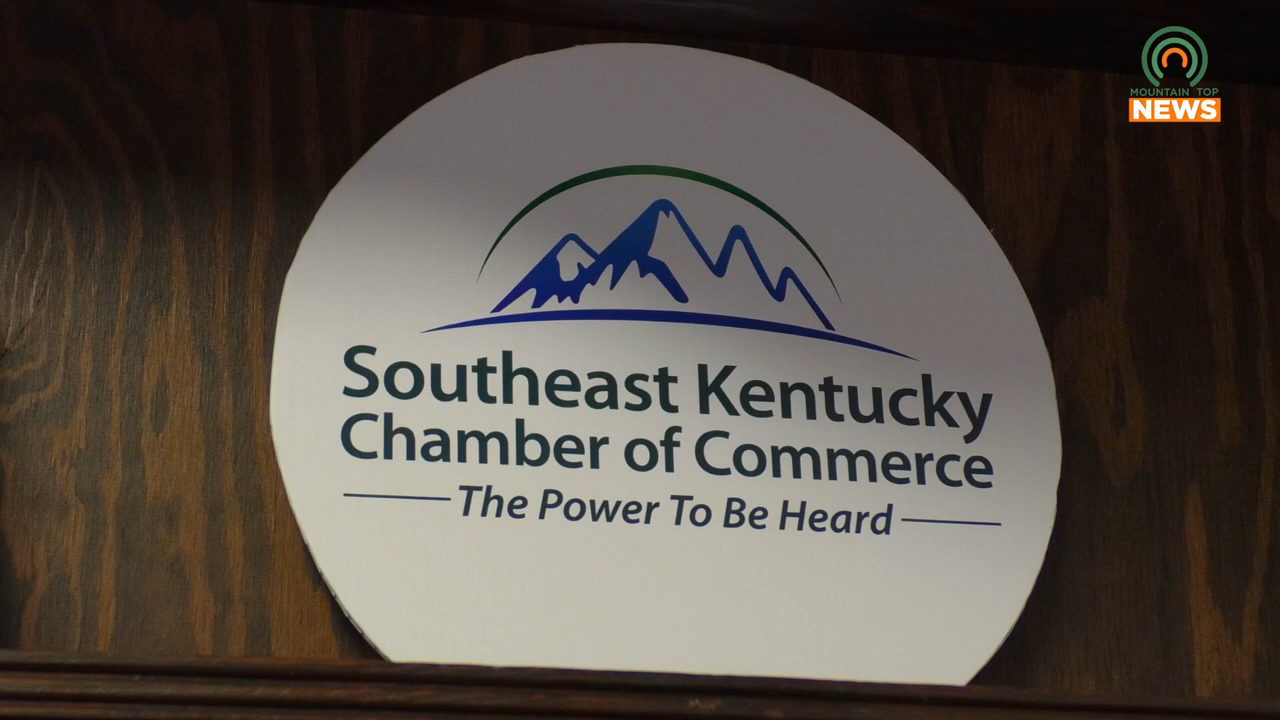 MOUNTAIN TOP
NEWS
Southeast Kentucky
Chamber of Commerce
The Power To Be Heard